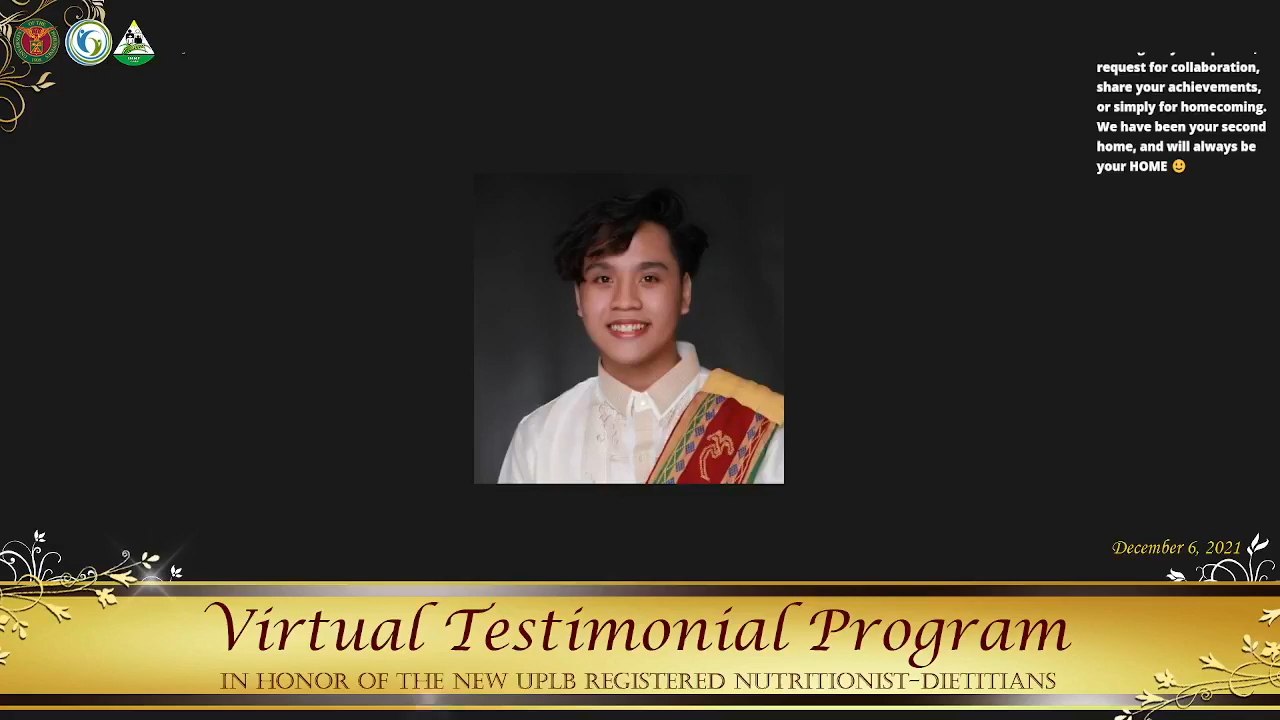 request for collaboration,
share your achievements,
or simply for homecoming.
We have been your second
home, and will always be
your HOME 🙂
December 6, 2021
Virtual Testimonial Program
IN HONOR OF THE NEW UPLB REGISTERED NUTRITIONIST-DIETITIANS